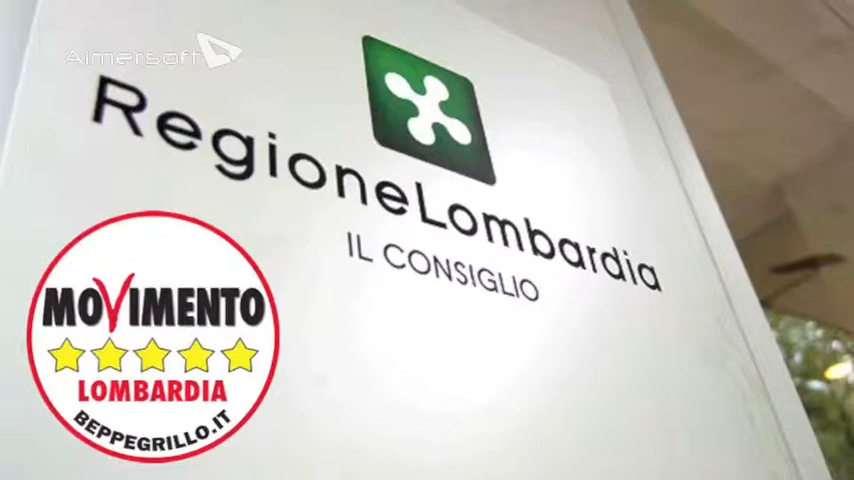 Aimersoft
RegioneLombardia
IL CONSIGLIO
MOVIMENTO
LOMBARDIA
BEPPEGRILLO.IT